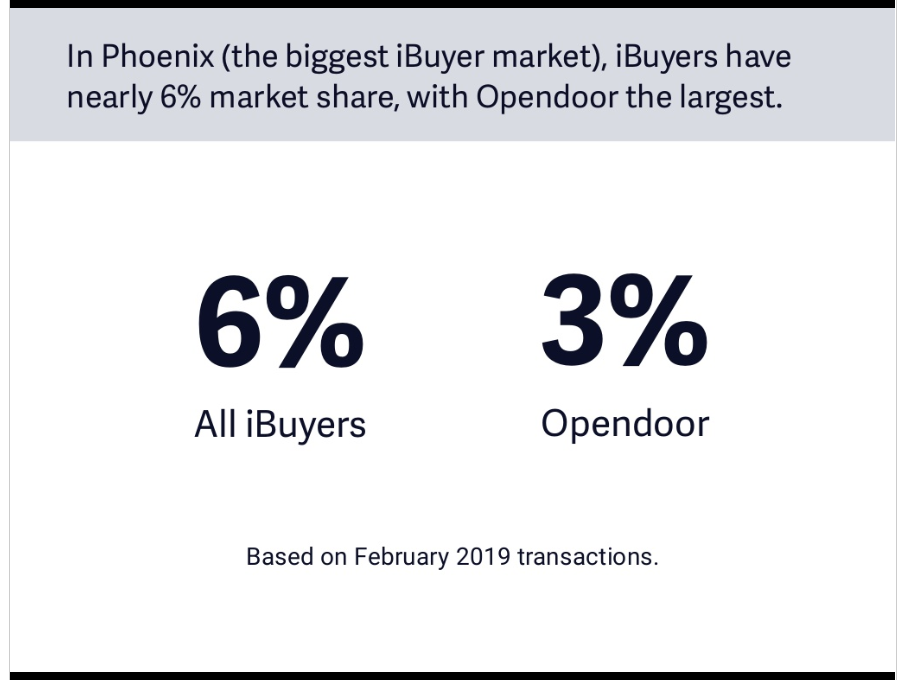 In Phoenix (the biggest iBuyer market), iBuyers have
nearly 6% market share, with Opendoor the largest.
6% 3%
All iBuyers Opendoor
Based on February 2019 transactions.